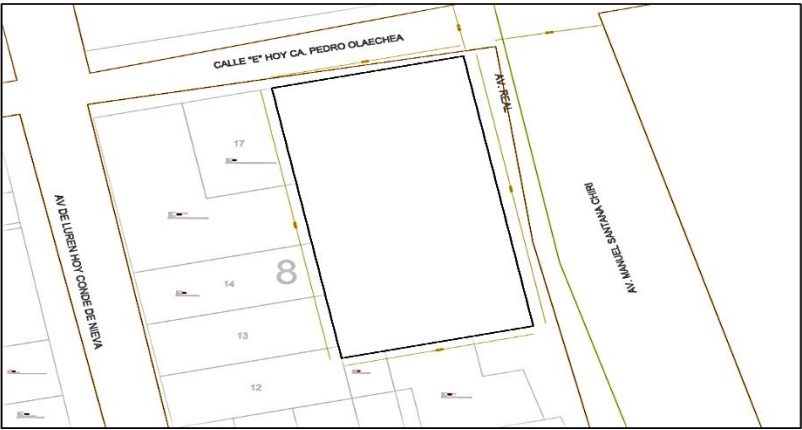 CALLE "E" HOY CA. PEDRO OLAECHEA
AV. REAL
AV. MANUEL SANTANA CHIRI
AV DE LUREN HOY CONDE DE NIEVA
17
8
14
13
12